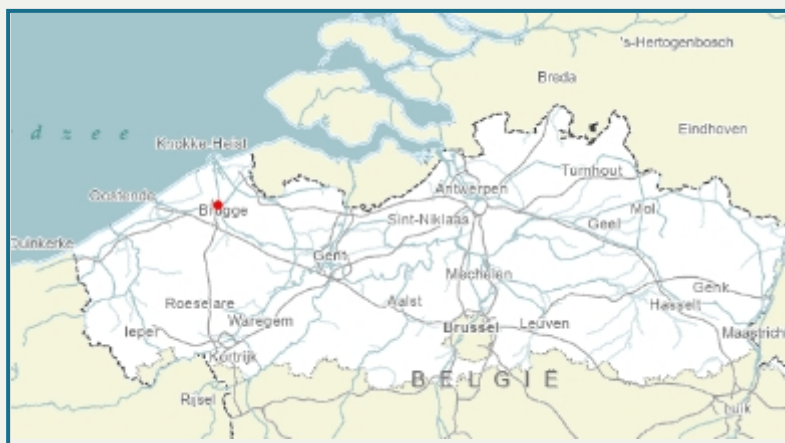 's-Hertogenbosch
Breda
Eindhoven
d z e e
Knokke-Heist
Turnhout
Oostende
Antwerpen
Mol
Brugge
Sint-Niklaas
Geel
Duinkerke
Gent
Mechelen
Genk
Roeselare
Aalst
Hasselt
Ieper
Waregem
Brussel
Leuven
Maastrich
Kortrijk
BELGIË
Rijsel
Luik